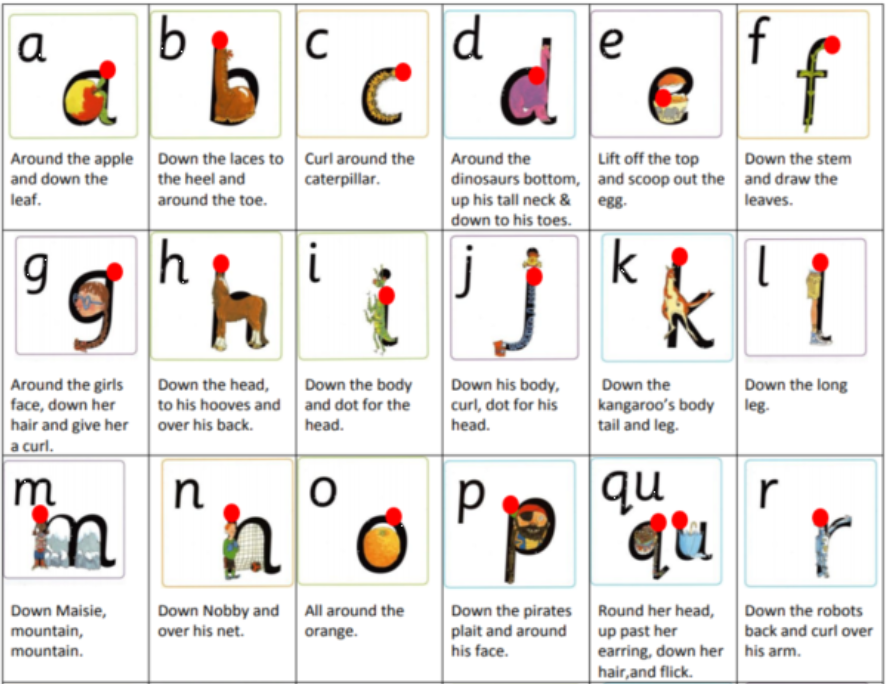 a
b
c
d
e
f
Around the apple
and down the
leaf.
Down the laces to
the heel and
around the toe.
Curl around the
caterpillar.
Around the
dinosaurs bottom,
up his tall neck &
down to his toes.
Lift off the top
and scoop out the
egg.
Down the stem
and draw the
leaves.
g
h
i
j
k
l
Around the girls
face, down her
hair and give her
a curl.
Down the head,
to his hooves and
over his back.
Down the body
and dot for the
head.
Down his body,
curl, dot for his
head.
Down the
kangaroo's body
tail and leg.
Down the long
leg.
m
n
o
p
qu
r
Down Maisie,
mountain,
mountain.
Down Nobby and
over his net.
All around the
orange.
Down the pirates
plait and around
his face.
Round her head,
up past her
earring, down her
hair,and flick.
Down the robots
back and curl over
his arm.